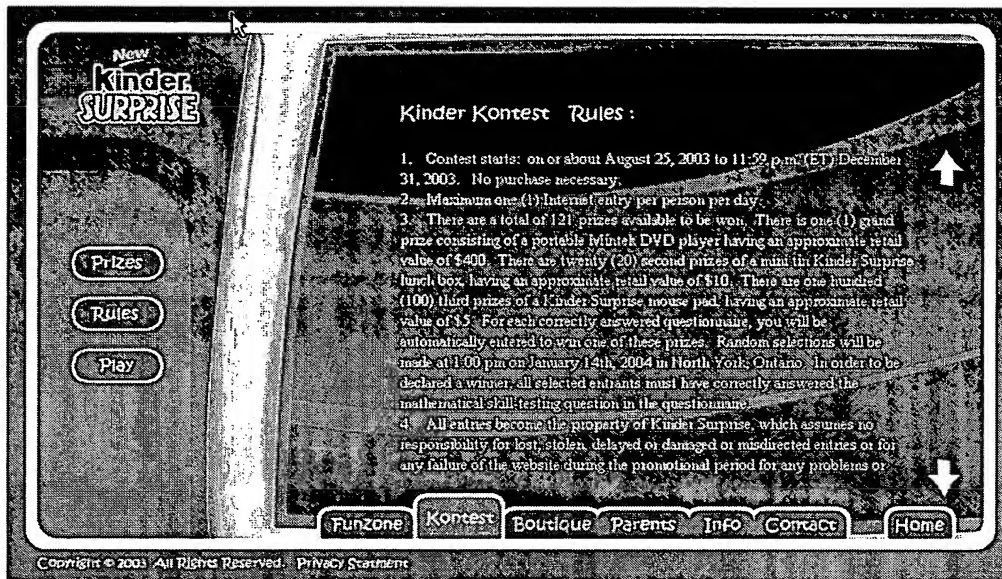 New
Kinder
SURPRISE
Prizes
Rules
Play
Kinder Kontest Rules :
1. Contest starts: on or about August 25, 2003 to 11:59 p.m. (ET) December
31, 2003. No purchase necessary.
2. Maximum one (1) Internet entry per person per day.
3. There are a total of 121 prizes available to be won. There is one (1) grand
prize consisting of a portable Mintek DVD player having an approximate retail
value of $400. There are twenty (20) second prizes of a mini tin Kinder Surprise
lunch box, having an approximate retail value of $10. There are one hundred
(100) third prizes of a Kinder Surprise mouse pad, having an approximate retail
value of $5. For each correctly answered questionnaire, you will be
automatically entered to win one of these prizes. Random selections will be
made at 1:00 pm on January 14th, 2004 in North York, Ontario. In order to be
declared a winner, all selected entrants must have correctly answered the
mathematical skill-testing question in the questionnaire.
4. All entries become the property of Kinder Surprise, which assumes no
responsibility for lost, stolen, delayed or damaged or misdirected entries or for
any failure of the website during the promotional period for any problems or
Funzone Kontest Boutique Parents Info Contact Home
Copyright © 2003 All Rights Reserved. Privacy Statment